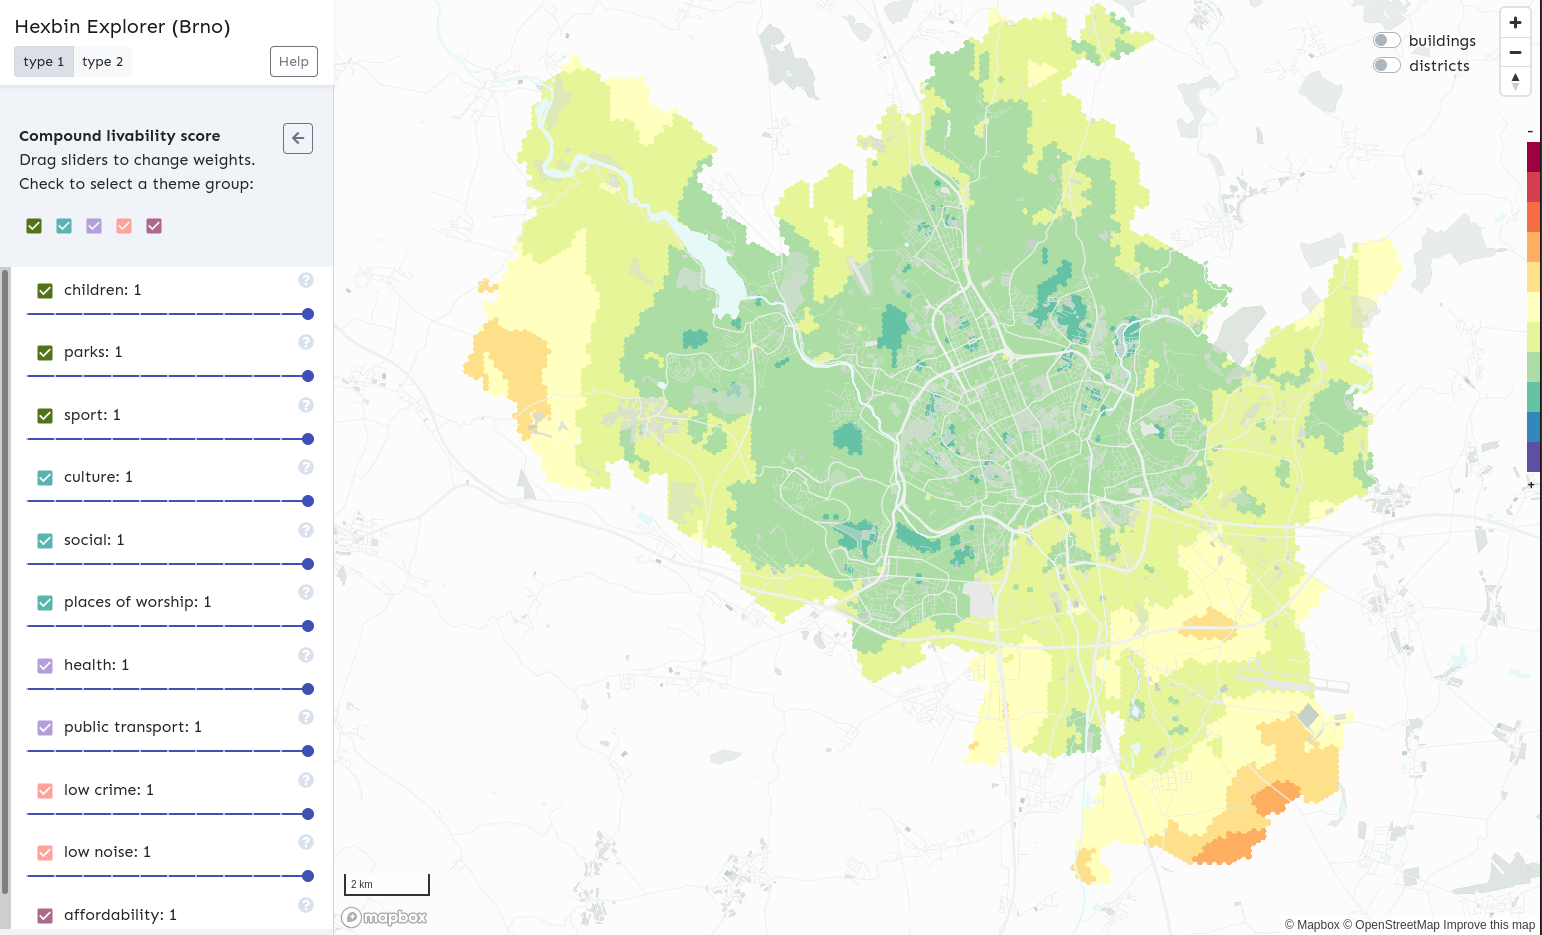 Hexbin Explorer (Brno)
type 1
type 2
Help
Compound livability score
Drag sliders to change weights.
Check to select a theme group:
children: 1
?
parks: 1
?
sport: 1
?
culture: 1
?
social: 1
?
places of worship: 1
?
health: 1
?
public transport: 1
?
low crime: 1
?
low noise: 1
?
affordability: 1
?
buildings
districts
+
−
-
+
2 km
mapbox
© Mapbox © OpenStreetMap Improve this map